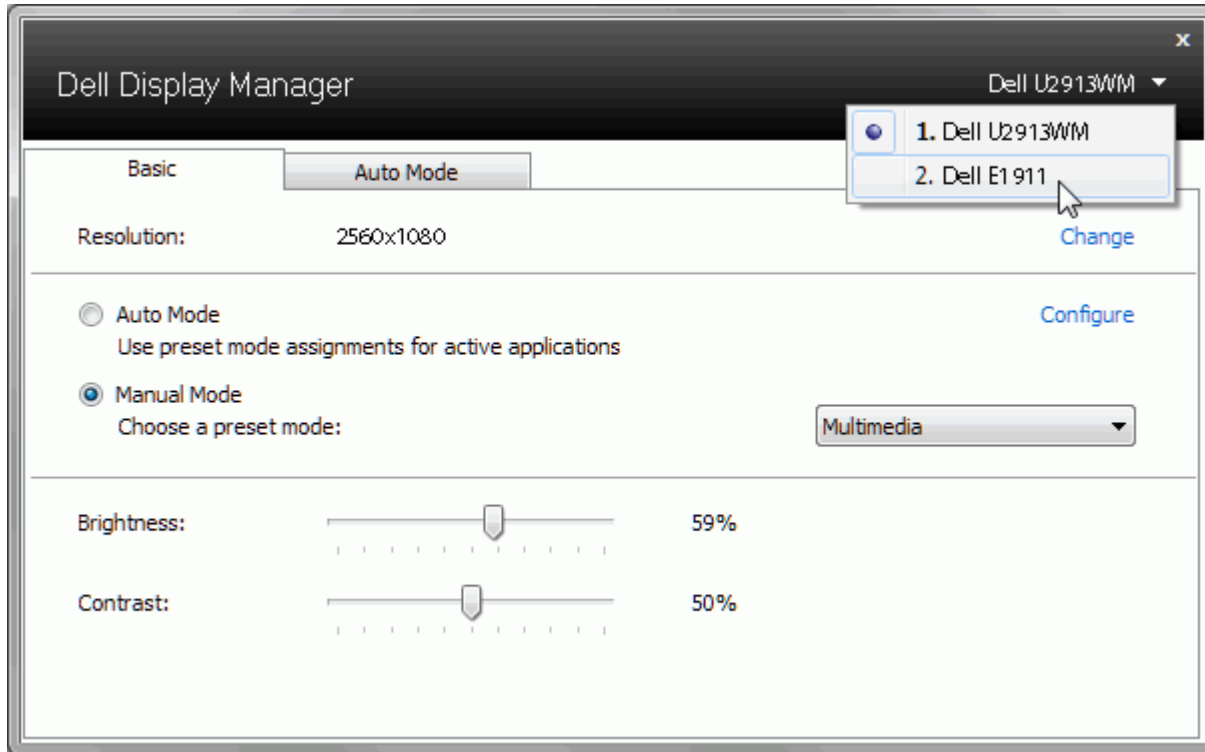 x
Dell Display Manager
Dell U2913WM
1. Dell U2913WM
2. Dell E1911
Basic
Auto Mode
Resolution: 2560x1080 Change
Auto Mode Configure
Use preset mode assignments for active applications
Manual Mode
Choose a preset mode: Multimedia
Brightness: 59%
Contrast: 50%